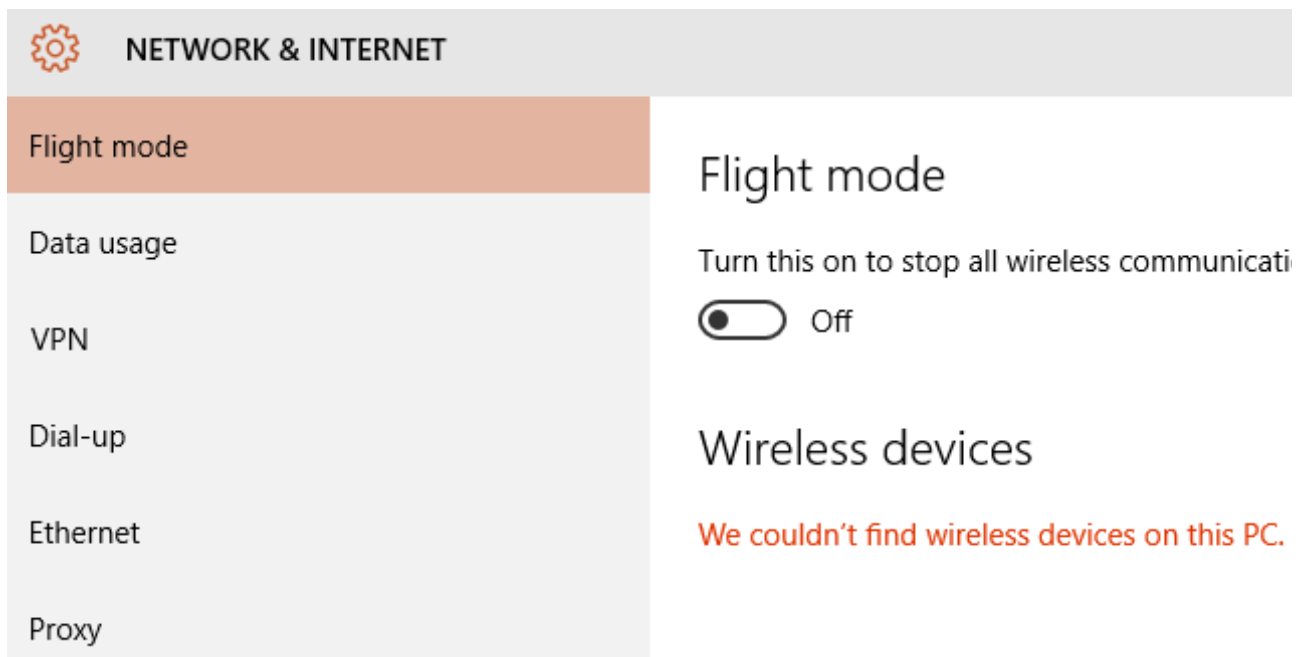 NETWORK & INTERNET
Flight mode
Data usage
VPN
Dial-up
Ethernet
Proxy
Flight mode
Turn this on to stop all wireless communicati
Off
Wireless devices
We couldn't find wireless devices on this PC.